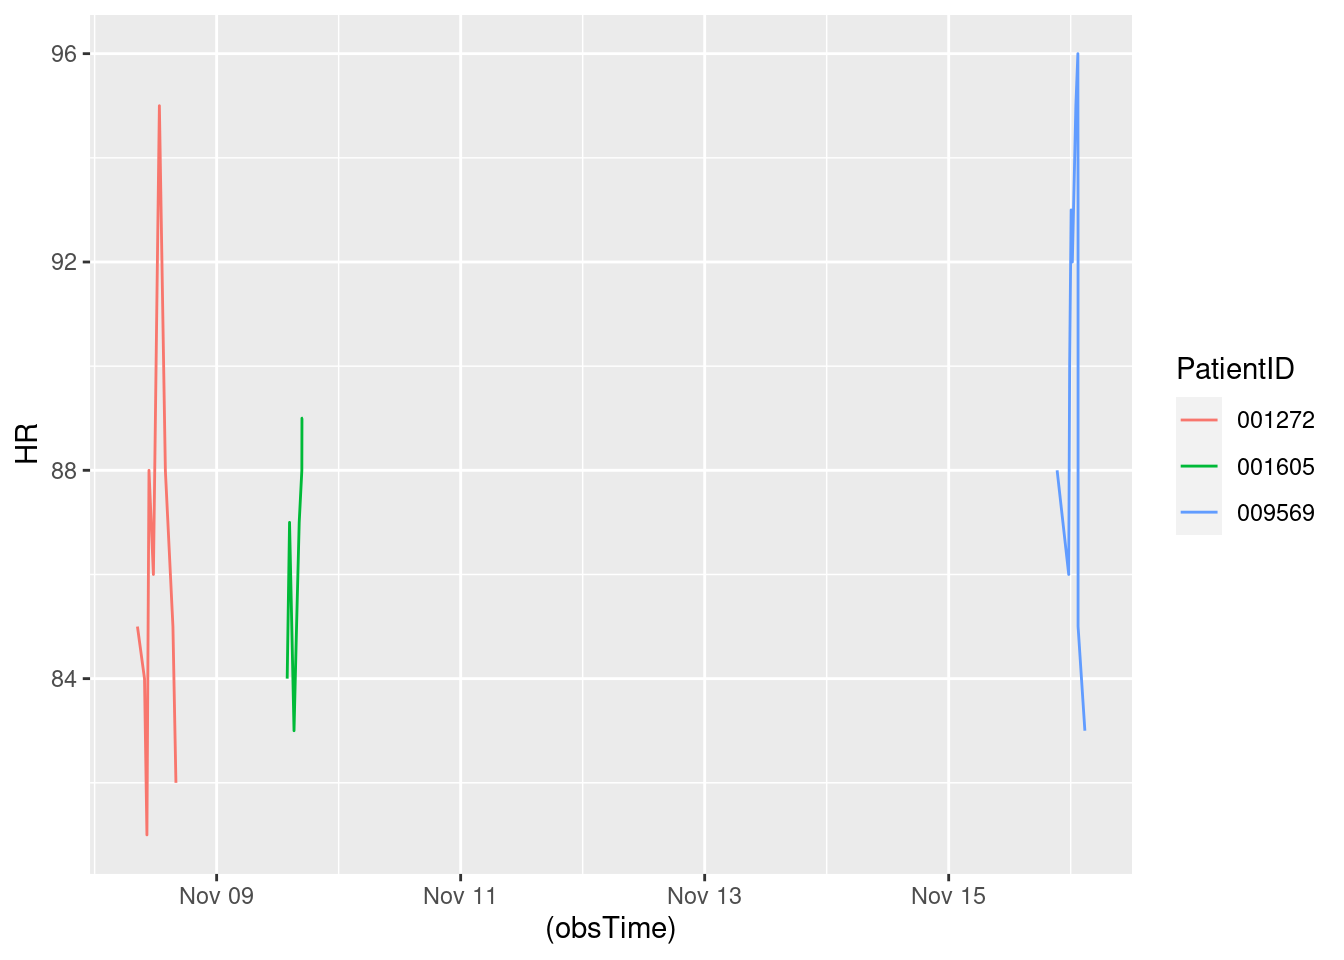 96
92
88
84
HR
Nov 09
Nov 11
Nov 13
Nov 15
(obsTime)
PatientID
001272
001605
009569